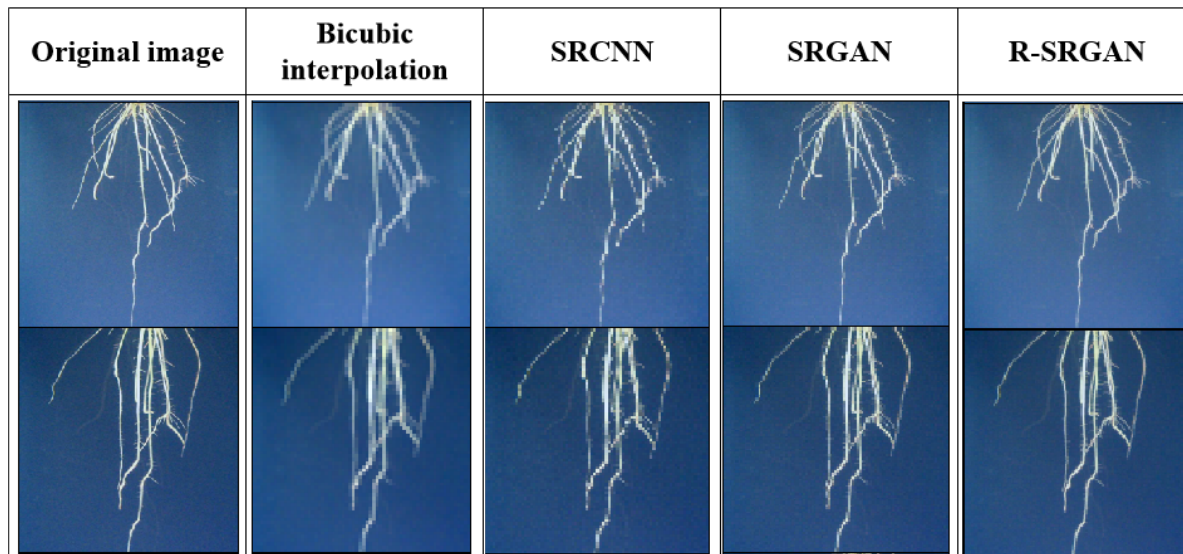 Original image
Bicubic
interpolation
SRCNN
SRGAN
R-SRGAN